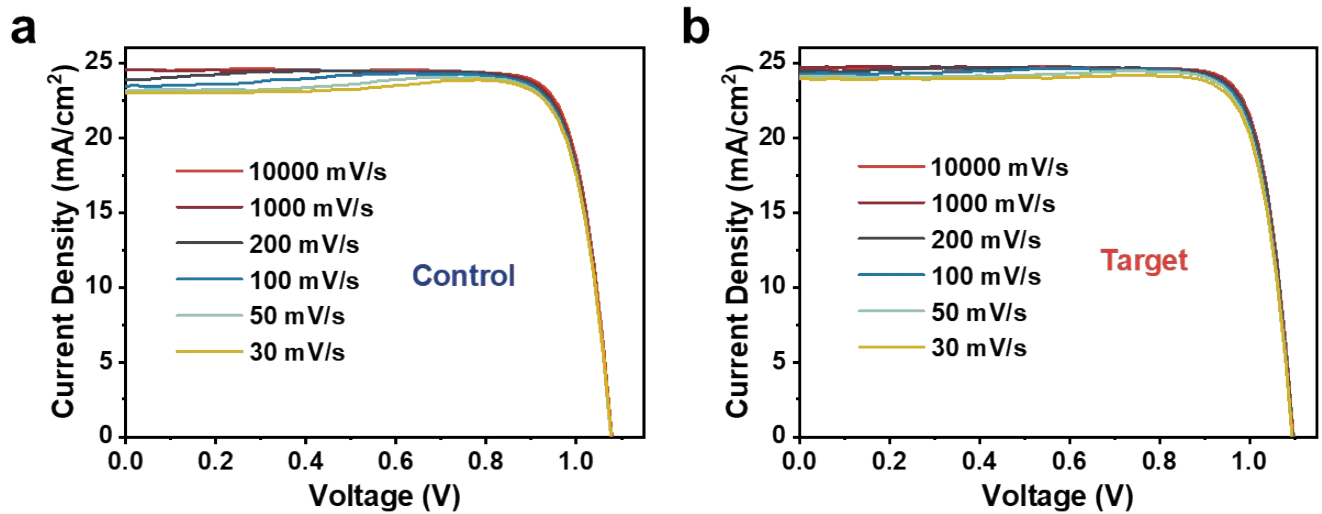 a
25
20
15
10
5
0
Current Density (mA/cm²)
10000 mV/s
1000 mV/s
200 mV/s
100 mV/s
50 mV/s
30 mV/s
Control
0.0 0.2 0.4 0.6 0.8 1.0
Voltage (V)
b
25
20
15
10
5
0
Current Density (mA/cm²)
10000 mV/s
1000 mV/s
200 mV/s
100 mV/s
50 mV/s
30 mV/s
Target
0.0 0.2 0.4 0.6 0.8 1.0
Voltage (V)